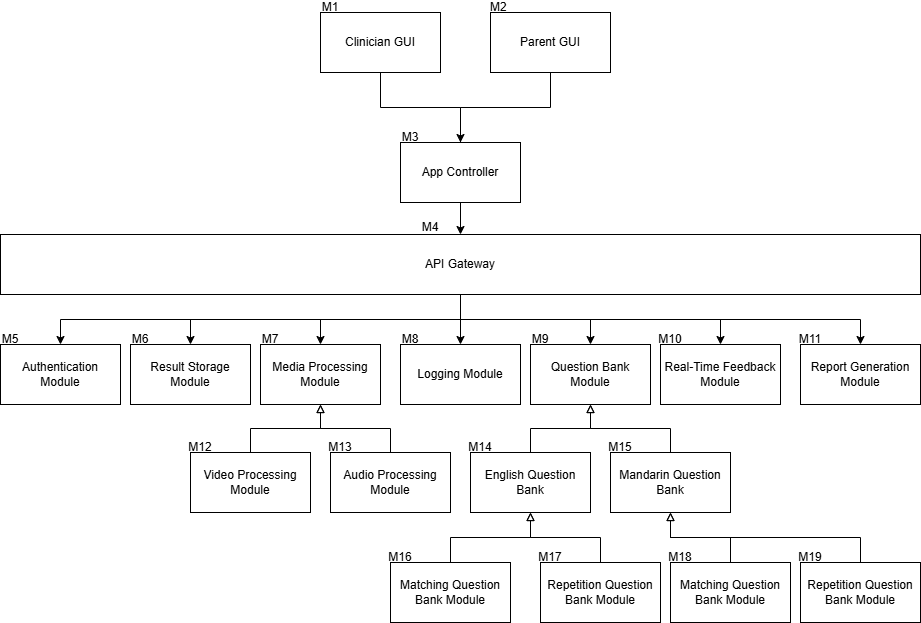 M1
M2
Clinician GUI
Parent GUI
M3
App Controller
M4
API Gateway
M5
M6
M7
M8
M9
M10
M11
Authentication
Module
Result Storage
Module
Media Processing
Module
Logging Module
Question Bank
Module
Real-Time Feedback
Module
Report Generation
Module
M12
M13
M14
M15
Video Processing
Module
Audio Processing
Module
English Question
Bank
Mandarin Question
Bank
M16
M17
M18
M19
Matching Question
Bank Module
Repetition Question
Bank Module
Matching Question
Bank Module
Repetition Question
Bank Module